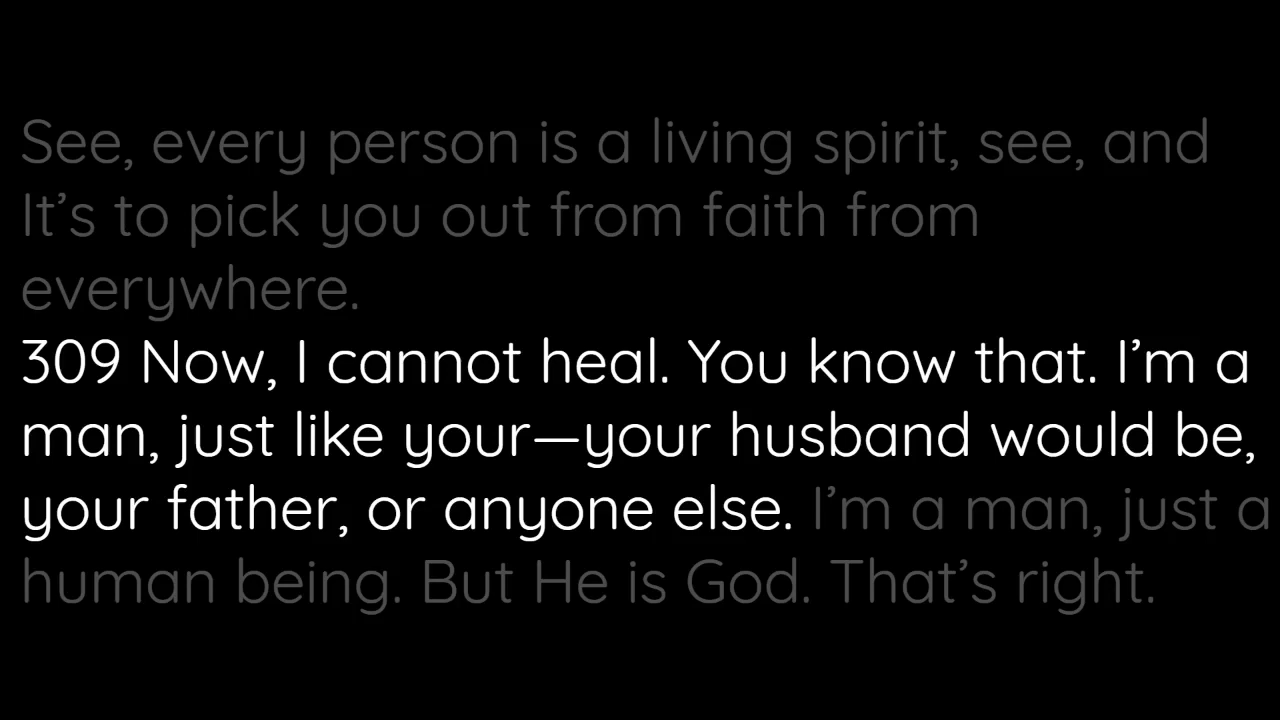 See, every person is a living spirit, see, and
It’s to pick you out from faith from
everywhere.
309 Now, I cannot heal. You know that. I’m a
man, just like your—your husband would be,
your father, or anyone else. I’m a man, just a
human being. But He is God. That’s right.